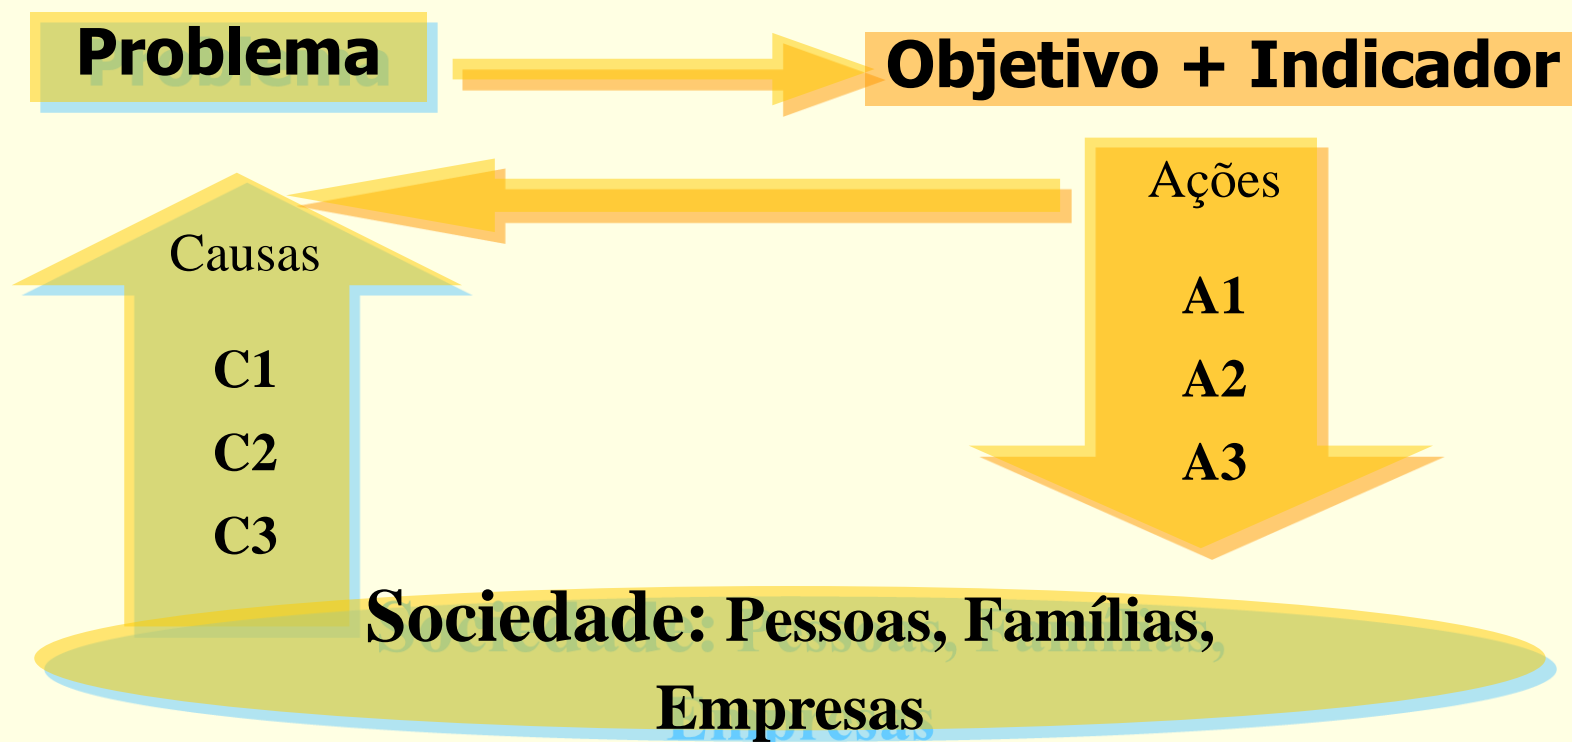 Problema
Objetivo + Indicador
Causas
C1
C2
C3
Ações
A1
A2
A3
Sociedade: Pessoas, Famílias,
Empresas